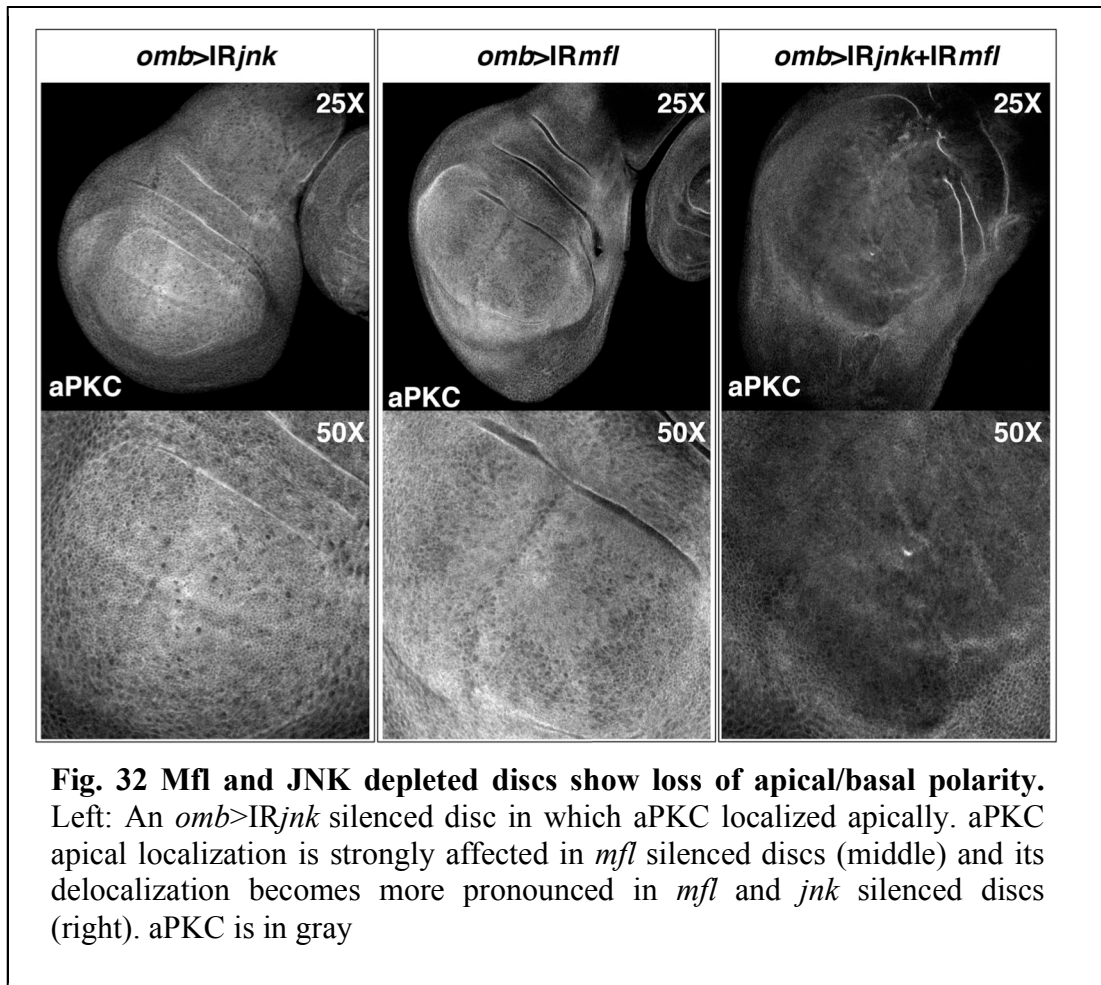 omb>IRjnk
omb>IRmfl
omb>IRjnk+IRmfl
25X
25X
25X
aPKC
aPKC
50X
50X
50X
Fig. 32 Mfl and JNK depleted discs show loss of apical/basal polarity.
Left: An omb>IRjnk silenced disc in which aPKC localized apically. aPKC
apical localization is strongly affected in mfl silenced discs (middle) and its
delocalization becomes more pronounced in mfl and jnk silenced discs
(right). aPKC is in gray